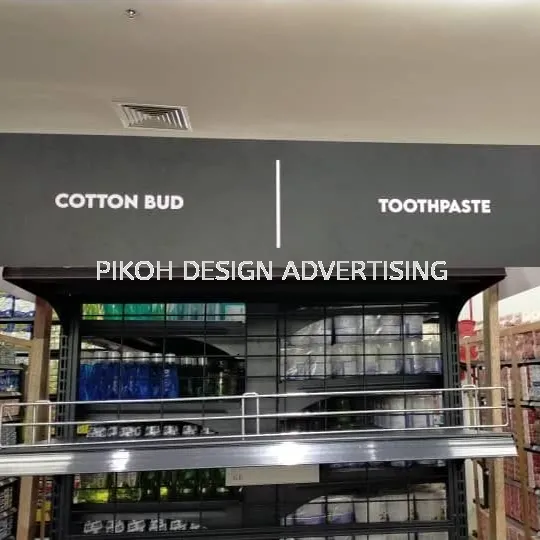 COTTON BUD
TOOTHPASTE
PIKOH DESIGN ADVERTISING